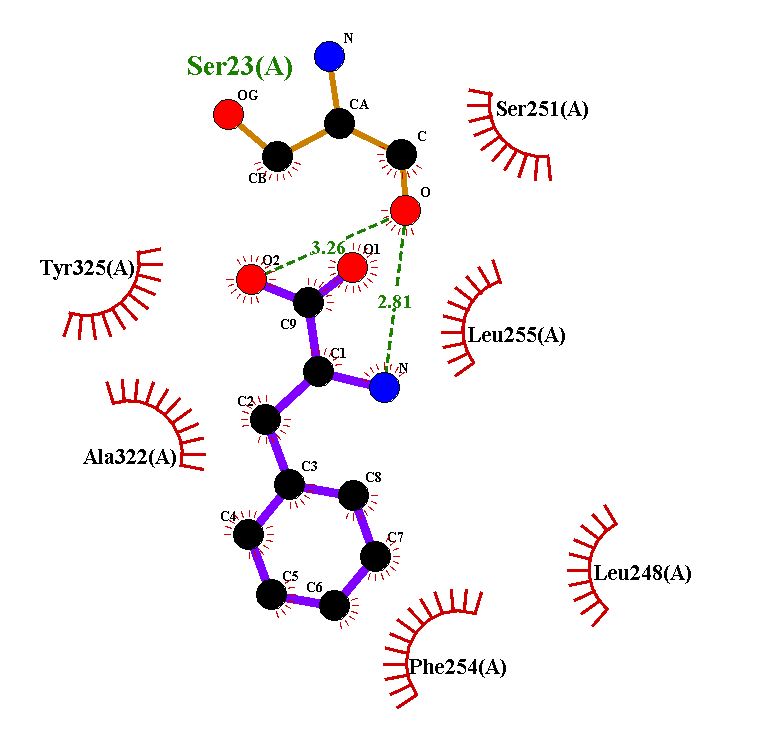 N
Ser23(A)
OG
CA
Ser251(A)
C
CB
O
3.26
O1
O2
Tyr325(A)
2.81
C9
Leu255(A)
C1
N
C2
Ala322(A)
C3
C8
C4
C7
C5
C6
Leu248(A)
Phe254(A)